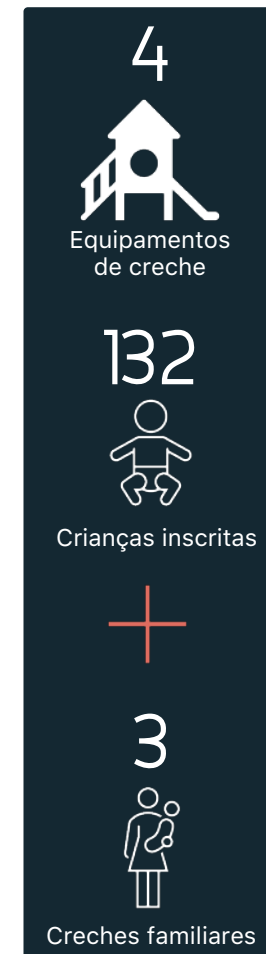 4
Equipamentos
de creche
132
Crianças inscritas
3
Creches familiares